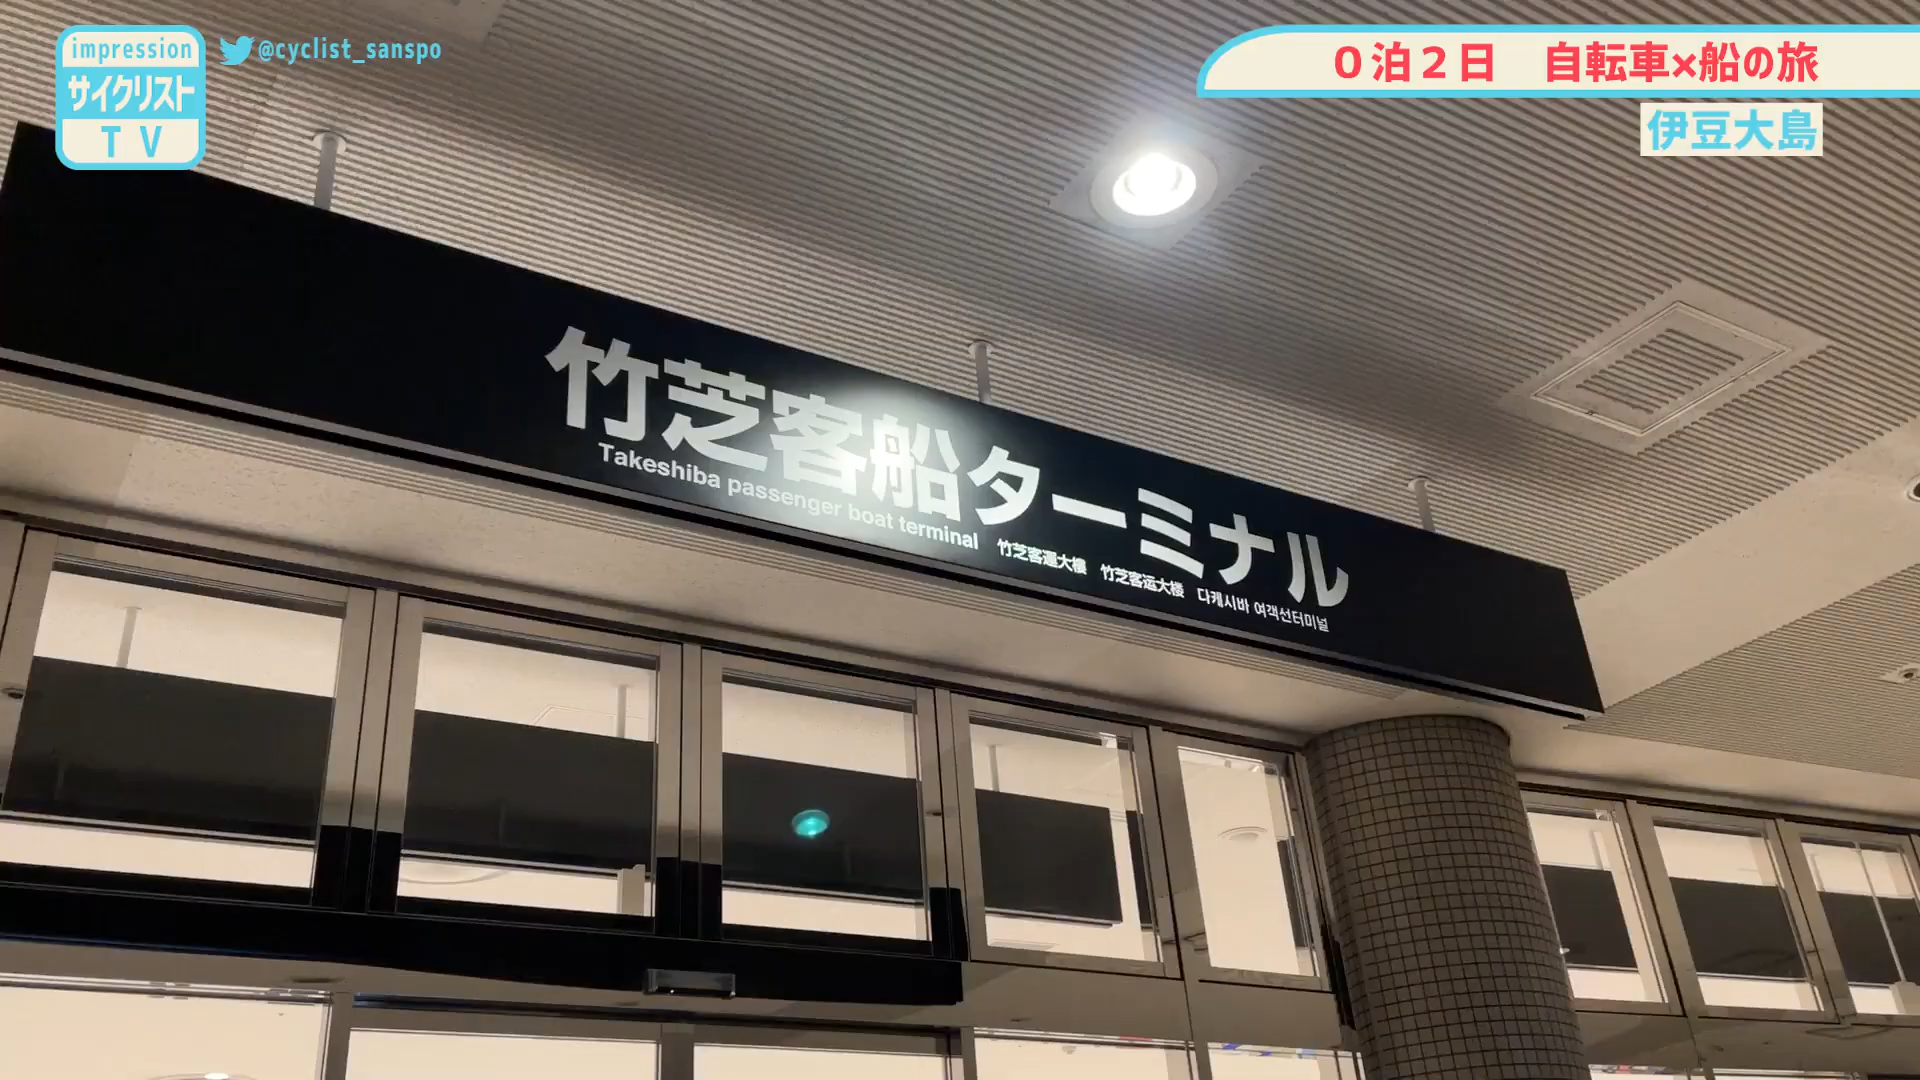 impression
サイクリスト
TV
@cyclist_sanspo
0泊2日 自転車×船の旅
伊豆大島
竹芝客船ターミナル
Takeshiba passenger boat terminal 竹芝客運大樓 竹芝客运大楼 다케시바 여객선터미널